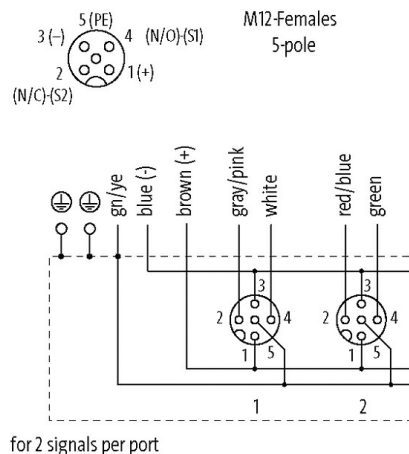 5 (PE)
3 (–)
4
(N/O)-(S1)
2
1 (+)
(N/C)-(S2)
M12-Females
5-pole
gn/ye
blue (-)
brown (+)
gray/pink
white
red/blue
green
3
2
4
1
5
3
2
4
1
5
1
2
for 2 signals per port